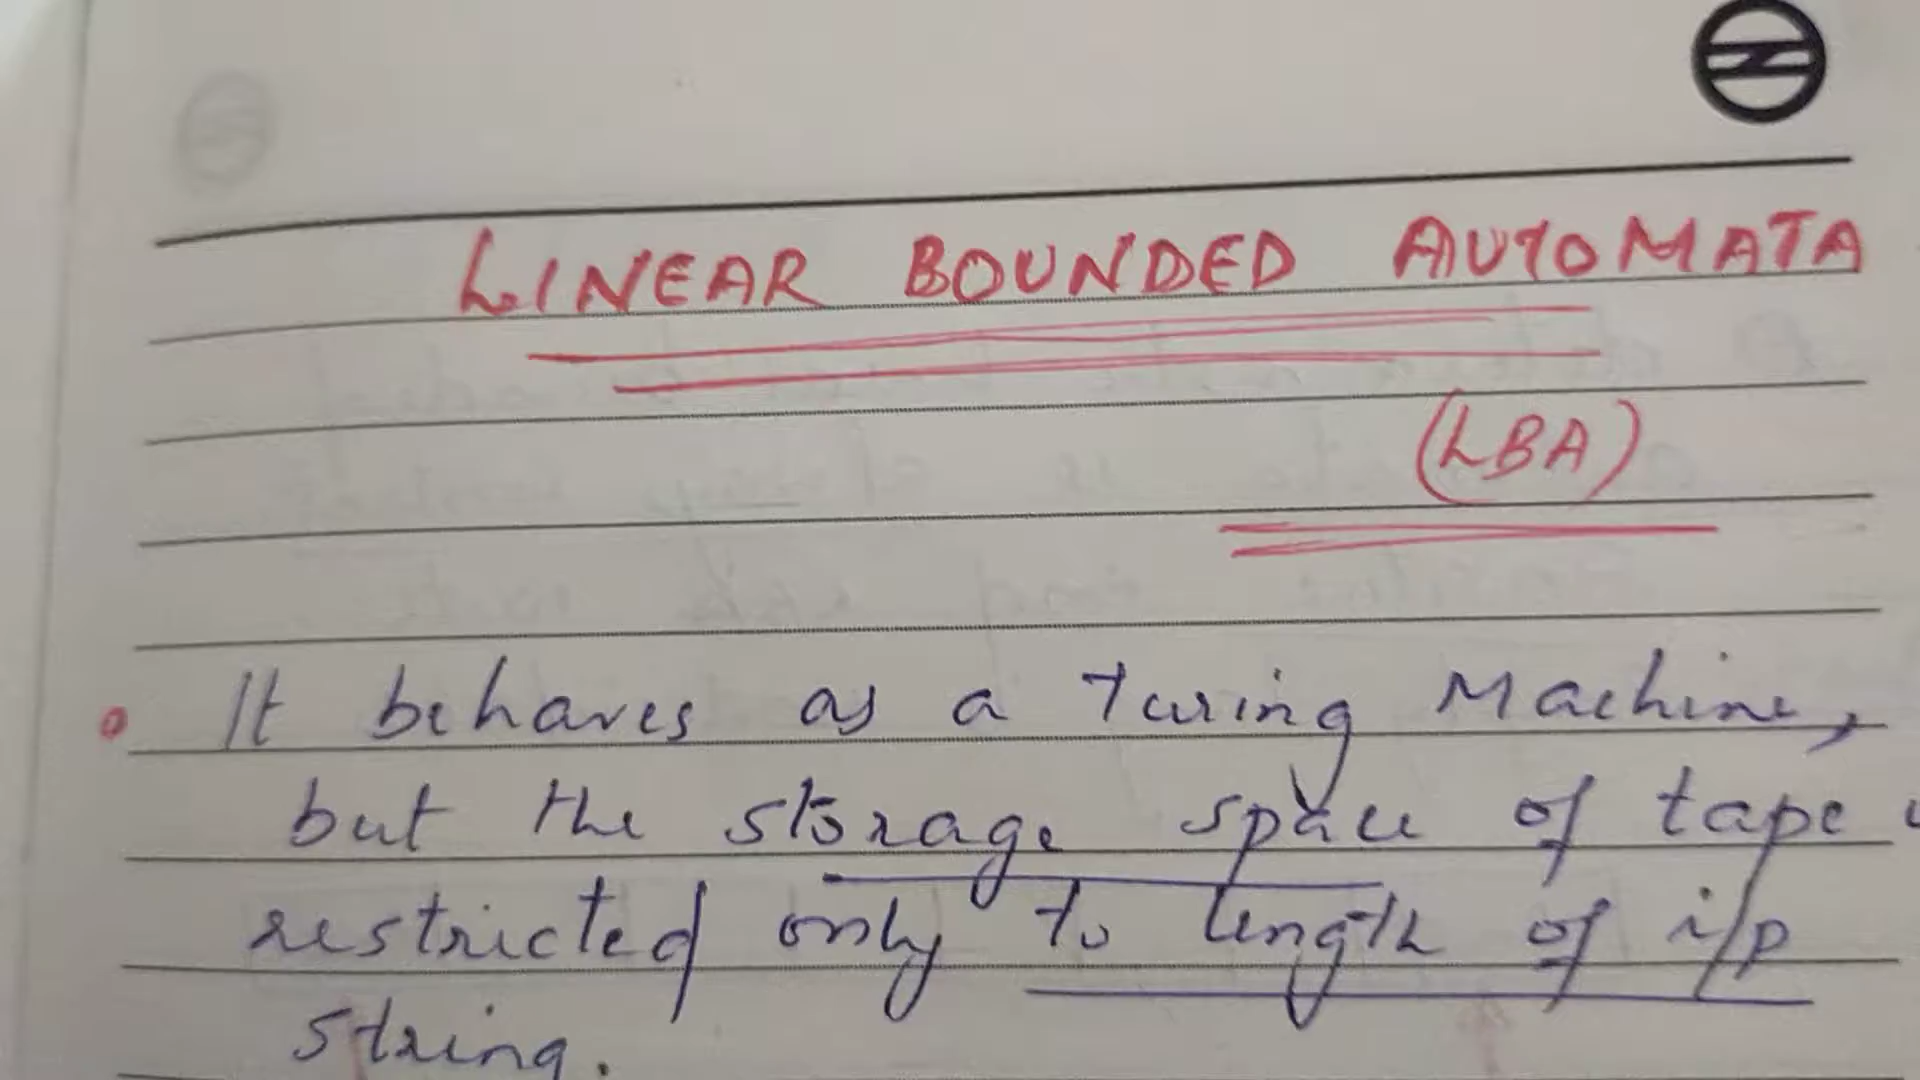 LINEAR BOUNDED AUTOMATA
(LBA)
It behaves as a Turing Machine,
but the storage space of tape
restricted only to length of i/p
string.